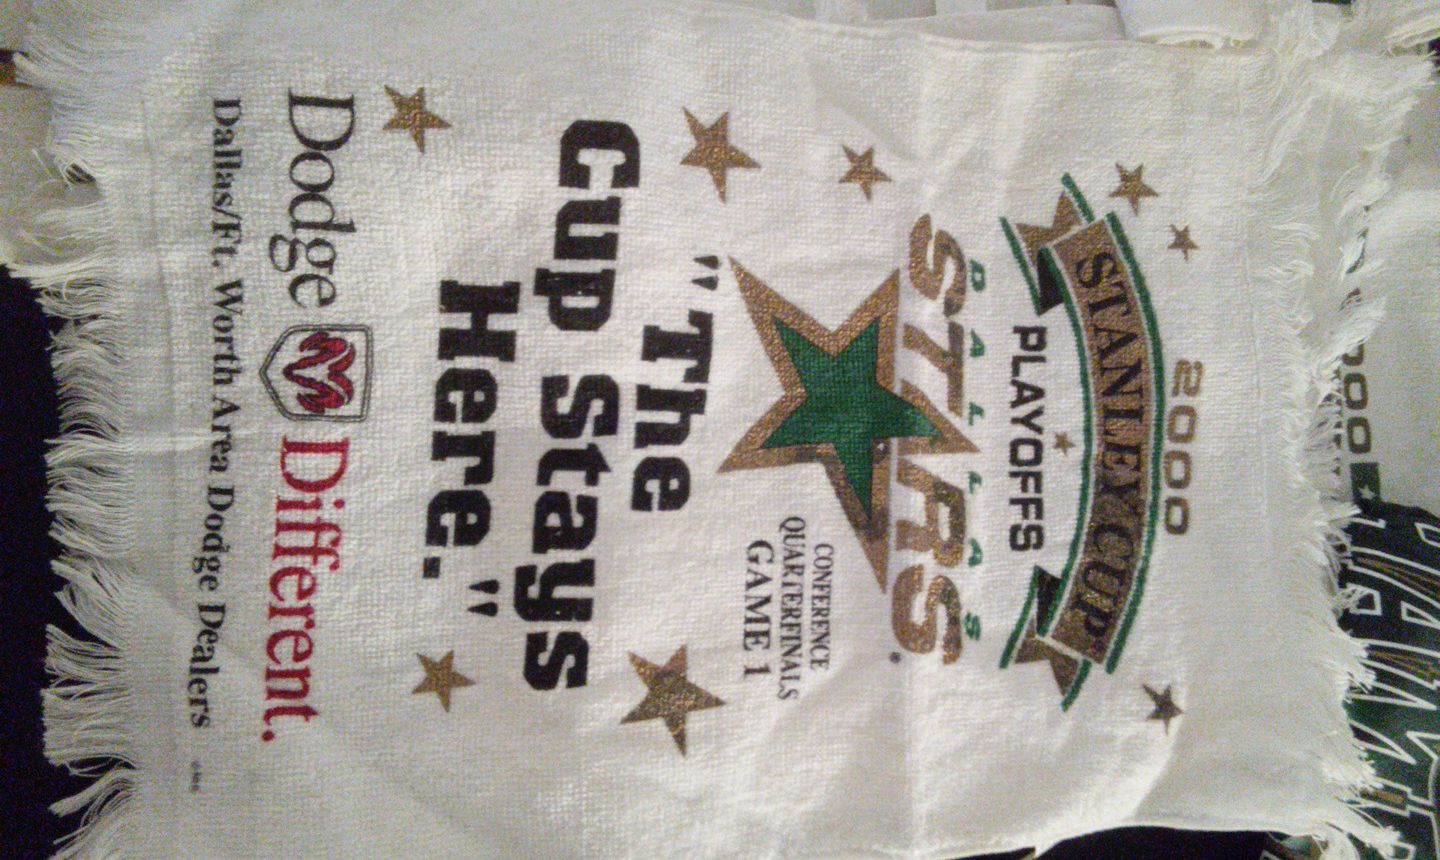 2000
STANLEY CUP
PLAYOFFS
DALLAS
STARS
CONFERENCE
QUARTERFINALS
GAME 1
"The
Cup Stays
Here."
Dodge Different.
Dallas/Ft. Worth Area Dodge Dealers